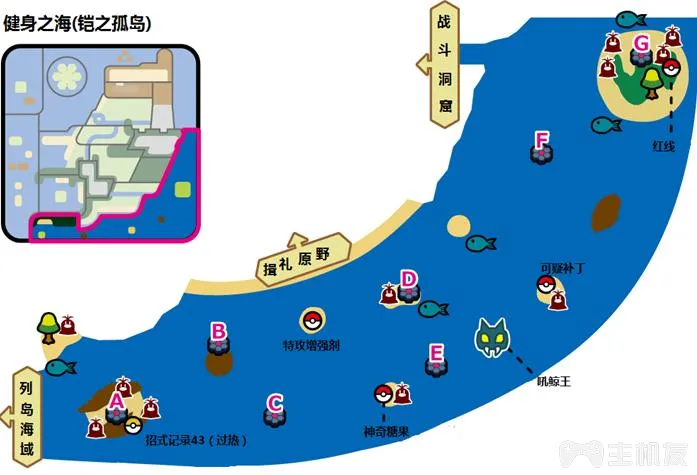 健身之海(铠之孤岛)
战斗洞窟
G
红线
F
揖礼原野
可疑补丁
D
特攻增强剂
B
E
吼鲸王
列岛海域
A
C
神奇糖果
招式记录43（过热）
主机友